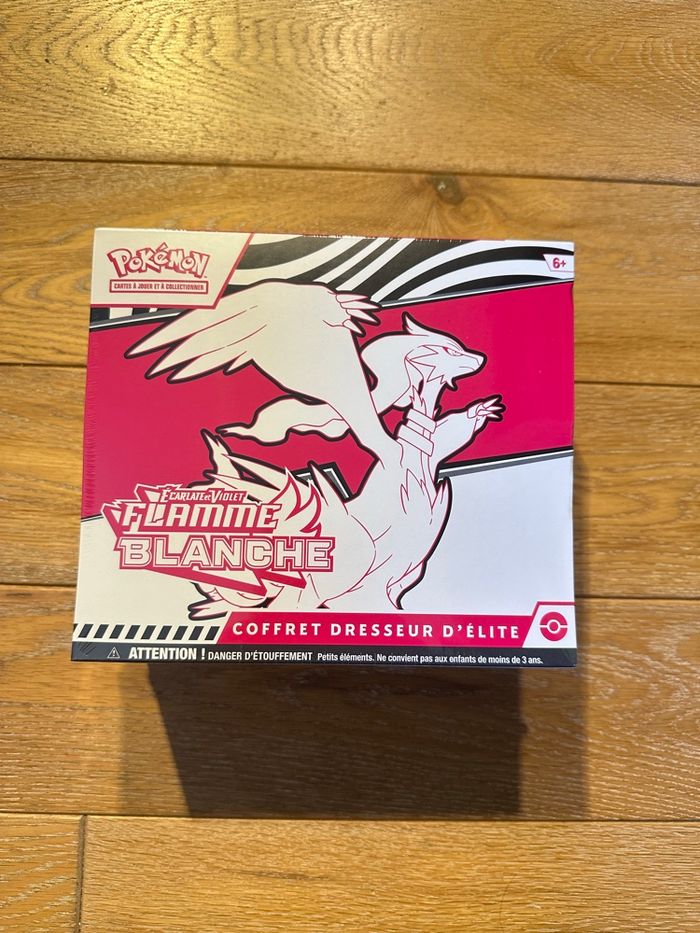 POKéMON
CARTES À JOUER ET À COLLECTIONNER
6+
ÉCARLATE ET VIOLET
FLAMME
BLANCHE
COFFRET DRESSEUR D'ÉLITE
ATTENTION ! DANGER D'ÉTOUFFEMENT Petits éléments. Ne convient pas aux enfants de moins de 3 ans.